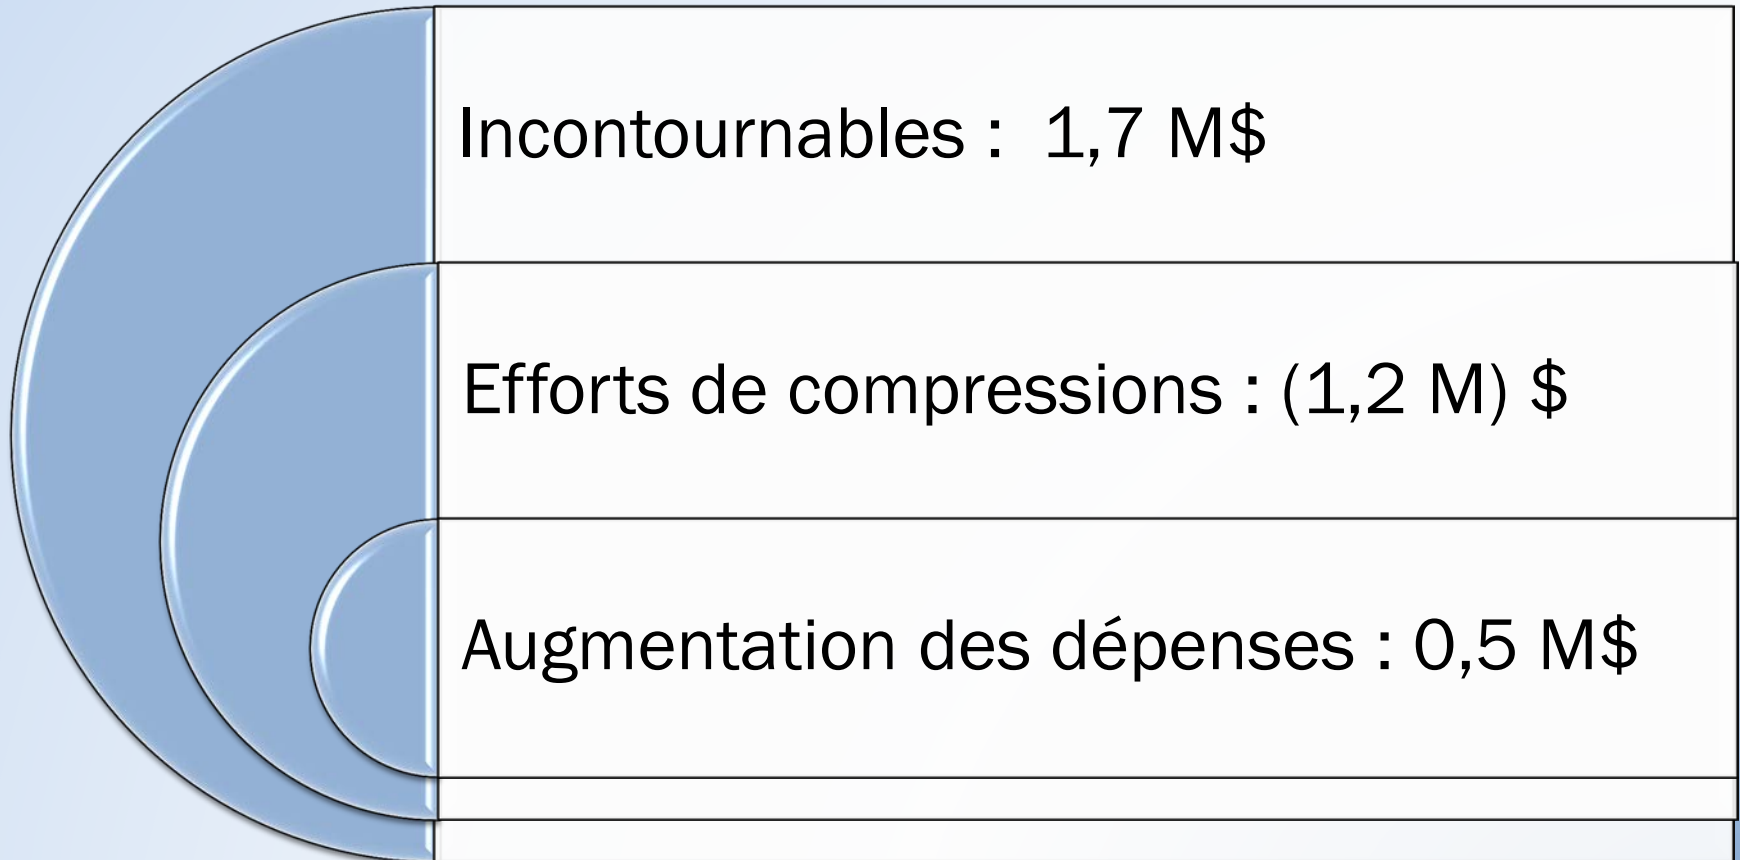 Incontournables :  1,7 M$
Efforts de compressions : (1,2 M) $
Augmentation des dépenses : 0,5 M$